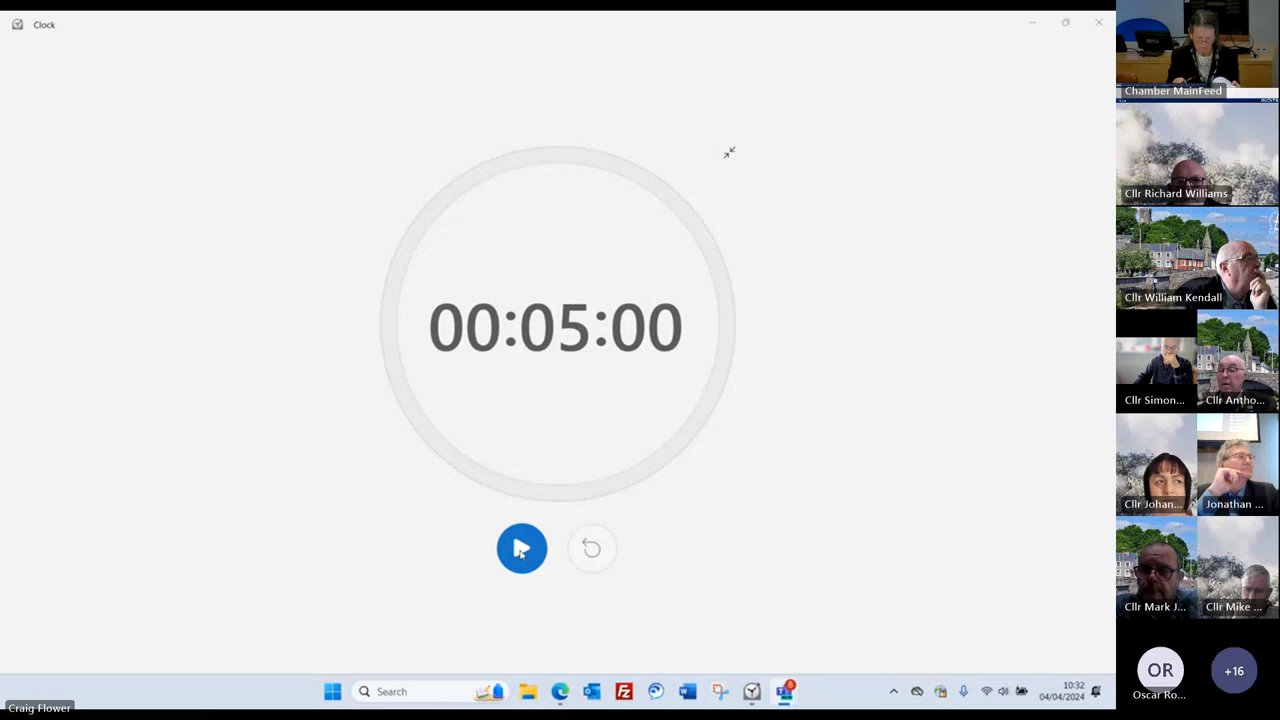 Clock
00:05:00
Search
8
10:32
04/04/2024
Craig Flower
Chamber MainFeed
Cllr Richard Williams
Cllr William Kendall
Cllr Simon...
Cllr Antho...
Cllr Johan...
Jonathan ...
Cllr Mark J...
Cllr Mike ...
OR
+16
Oscar Ro...